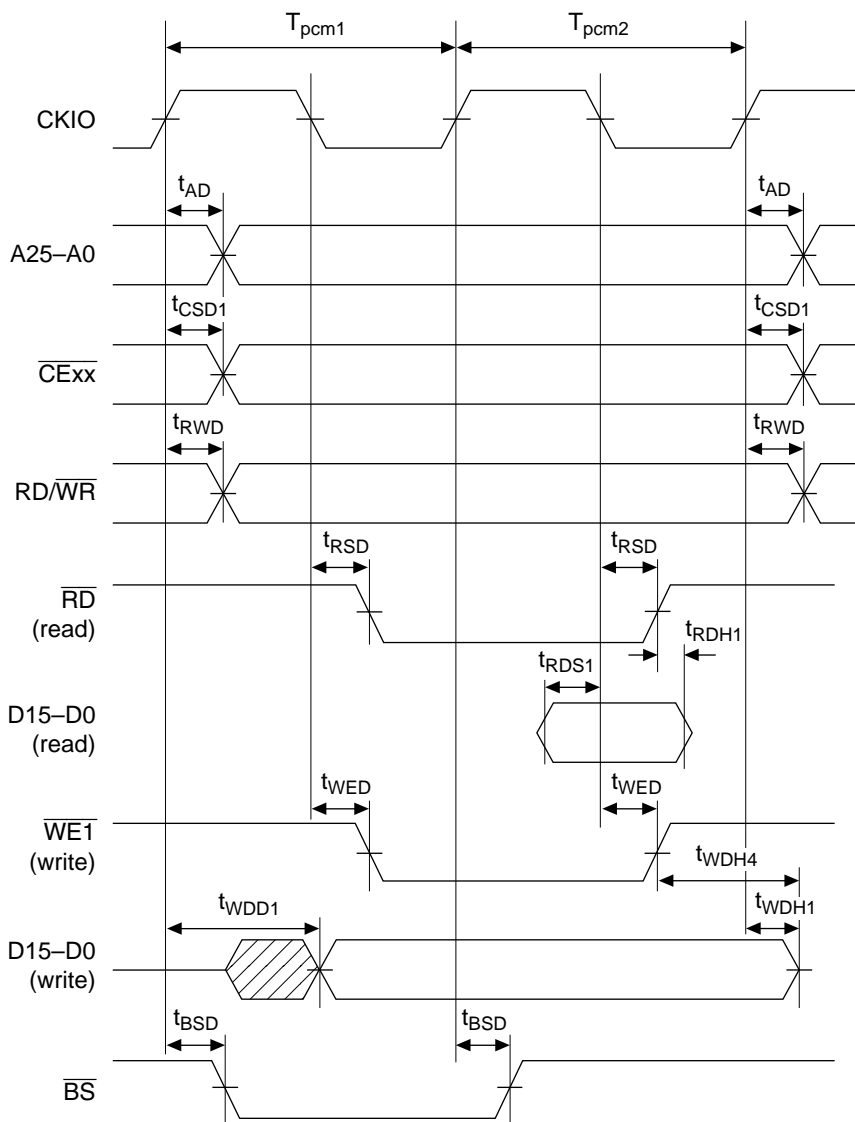 Tpcm1 Tpcm2
CKIO
tAD tAD
A25–A0
tCSD1 tCSD1
CExx
tRWD tRWD
RD/WR
tRSD tRSD
RD
(read)
tRDH1
tRDS1
D15–D0
(read)
tWED tWED
WE1
(write)
tWDH4
tWDD1 tWDH1
D15–D0
(write)
tBSD tBSD
BS